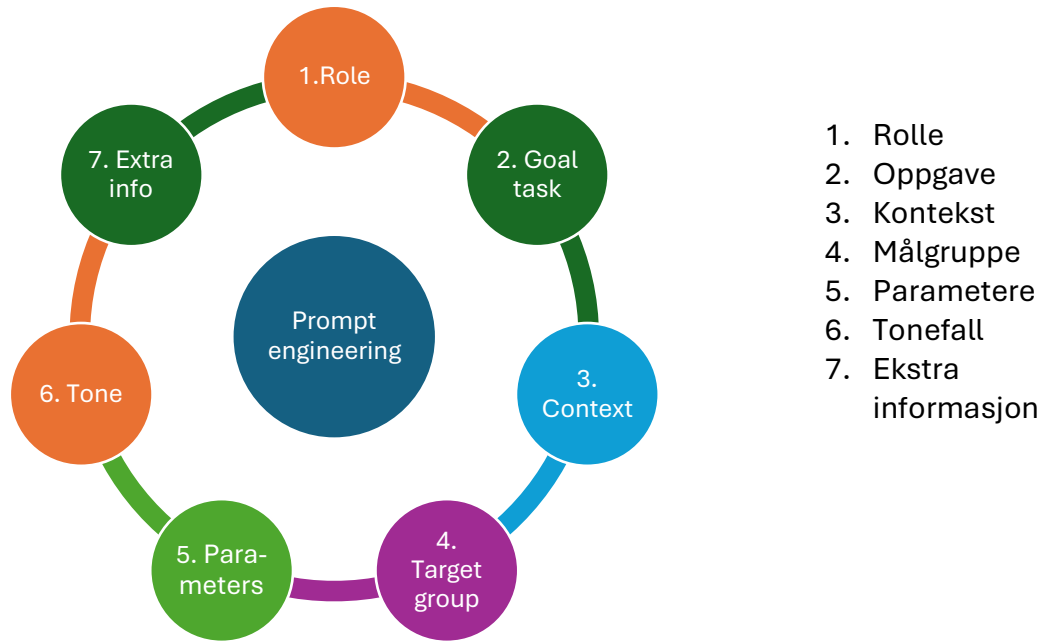 1.Role
2. Goal
task
3.
Context
4.
Target
group
5. Para-
meters
6. Tone
7. Extra
info
Prompt
engineering
1. Rolle
2. Oppgave
3. Kontekst
4. Målgruppe
5. Parametere
6. Tonefall
7. Ekstra
informasjon